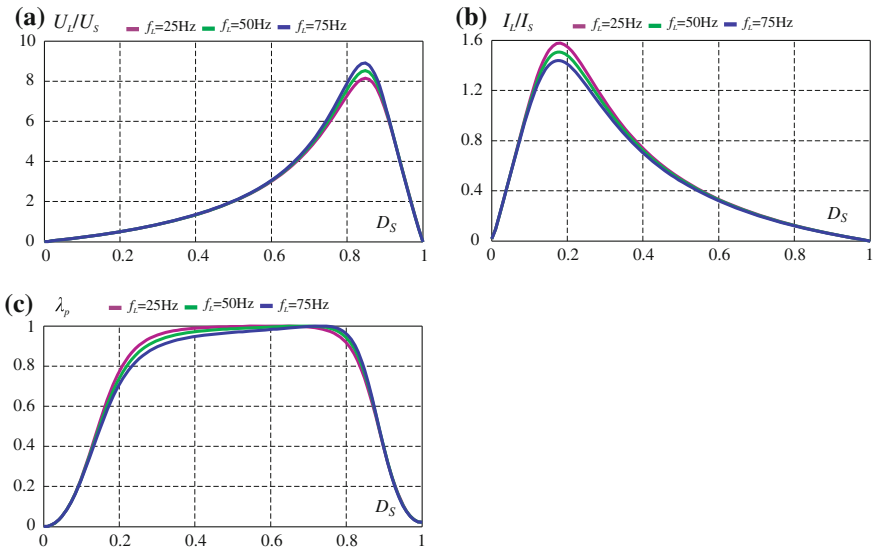 (a) U_L/U_S f_L=25Hz f_L=50Hz f_L=75Hz
10
8
6
4
2
0
0 0.2 0.4 0.6 0.8 1
D_S
(b) I_L/I_S f_L=25Hz f_L=50Hz f_L=75Hz
1.6
1.2
0.8
0.4
0
0 0.2 0.4 0.6 0.8 1
D_S
(c) λ_p f_L=25Hz f_L=50Hz f_L=75Hz
1
0.8
0.6
0.4
0.2
0
0 0.2 0.4 0.6 0.8 1
D_S